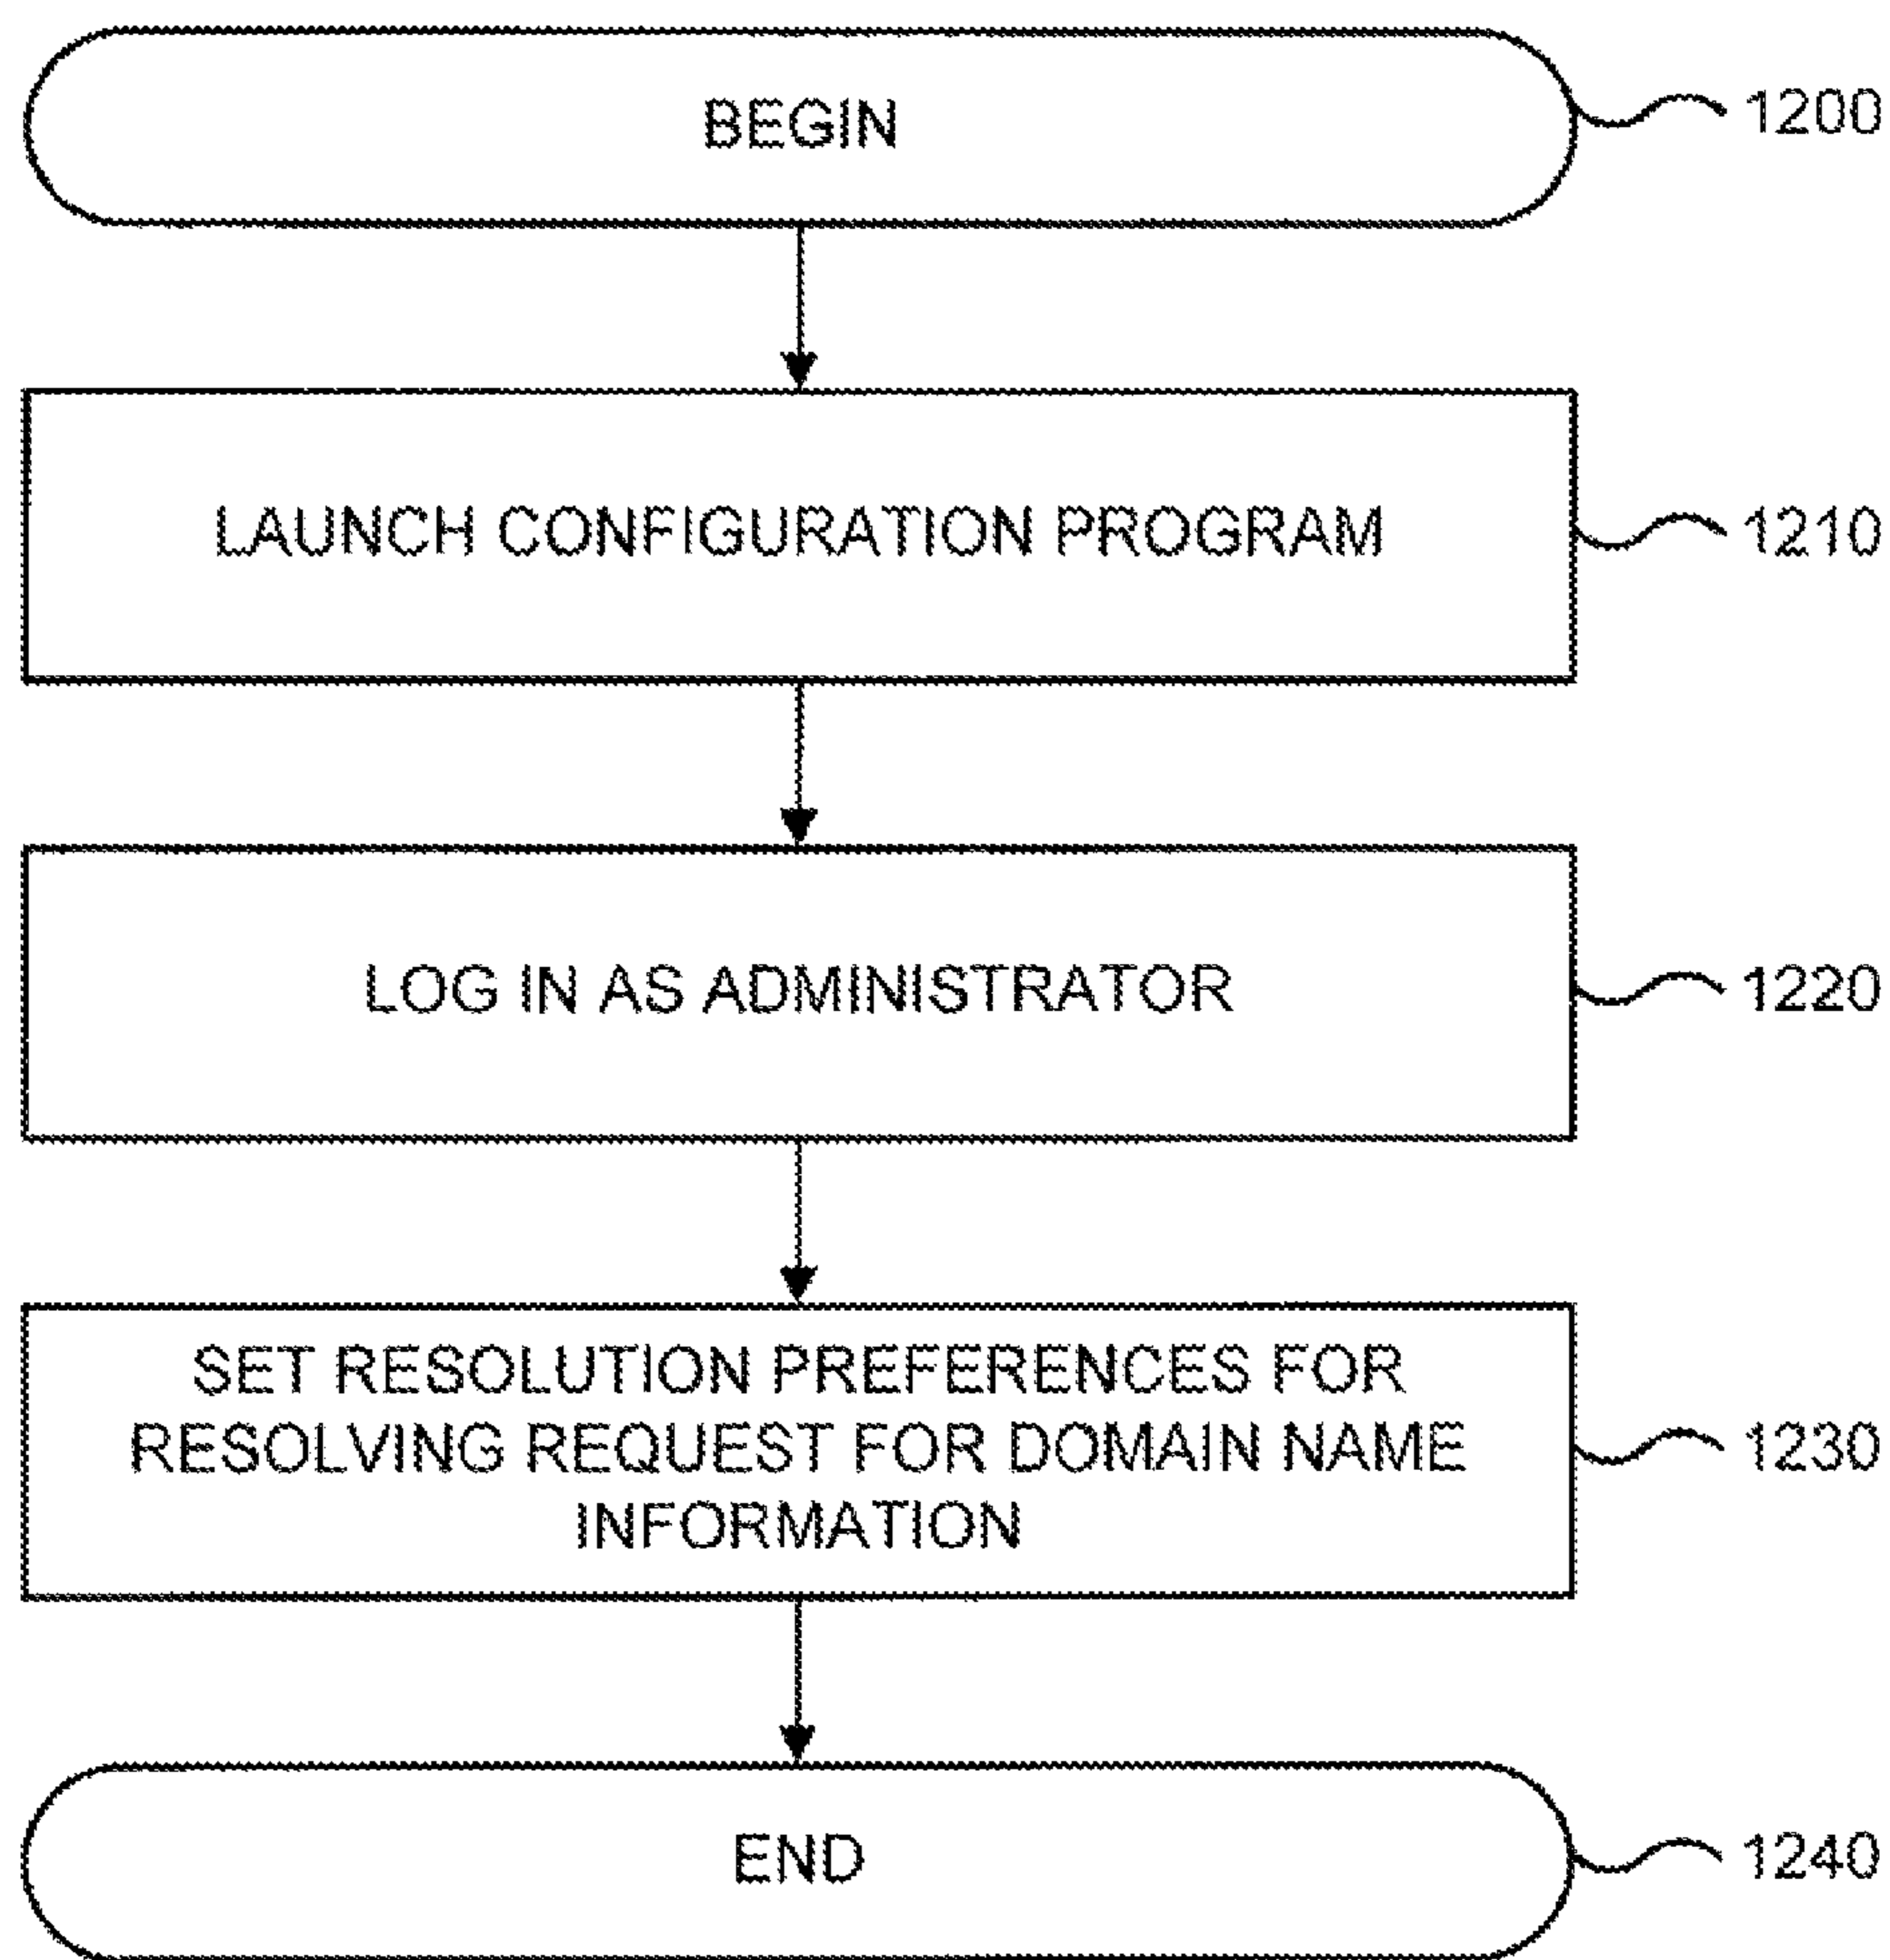 BEGIN
1200
LAUNCH CONFIGURATION PROGRAM
1210
LOG IN AS ADMINISTRATOR
1220
SET RESOLUTION PREFERENCES FOR
RESOLVING REQUEST FOR DOMAIN NAME
INFORMATION
1230
END
1240